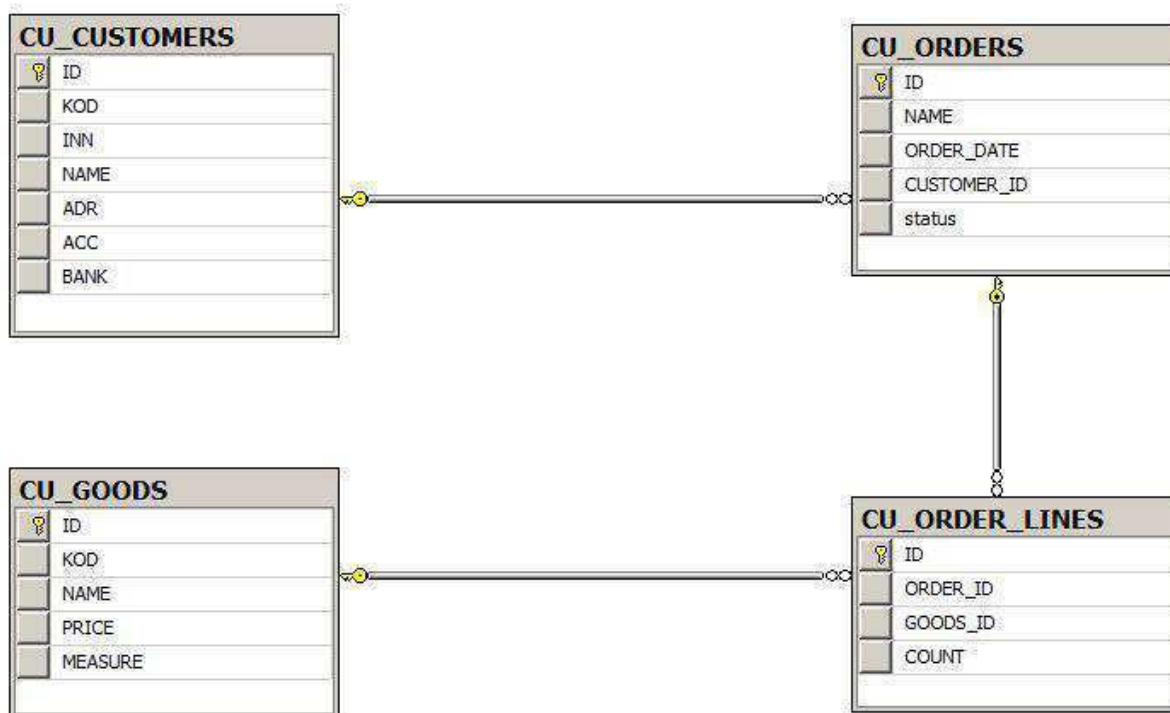 CU_CUSTOMERS
ID
KOD
INN
NAME
ADR
ACC
BANK
CU_ORDERS
ID
NAME
ORDER_DATE
CUSTOMER_ID
status
CU_GOODS
ID
KOD
NAME
PRICE
MEASURE
CU_ORDER_LINES
ID
ORDER_ID
GOODS_ID
COUNT